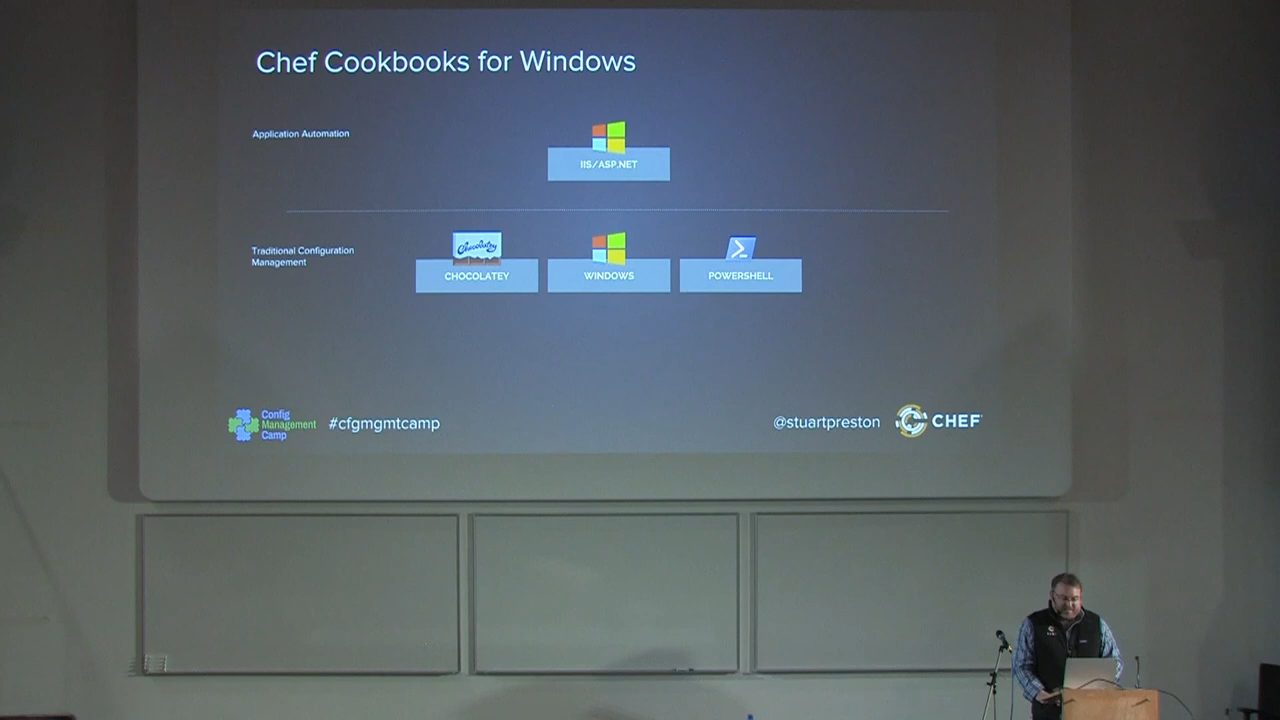 Chef Cookbooks for Windows
Application Automation
IIS/ASP.NET
Traditional Configuration
Management
Chocolatey
CHOCOLATEY
WINDOWS
POWERSHELL
Config
Management
Camp
#cfgmgmtcamp
@stuartpreston
CHEF